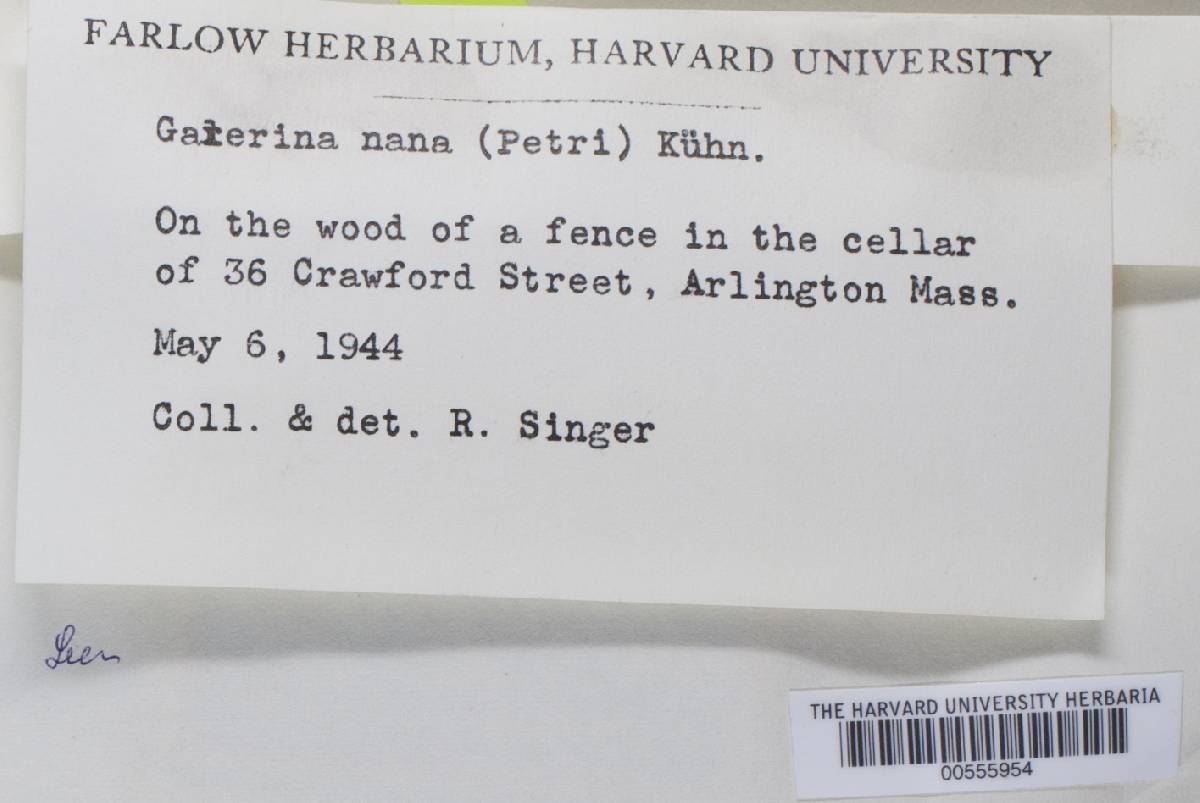 FARLOW HERBARIUM, HARVARD UNIVERSITY
Galerina nana (Petri) Kühn.
On the wood of a fence in the cellar
of 36 Crawford Street, Arlington Mass.
May 6, 1944
Coll. & det. R. Singer
THE HARVARD UNIVERSITY HERBARIA
00555954